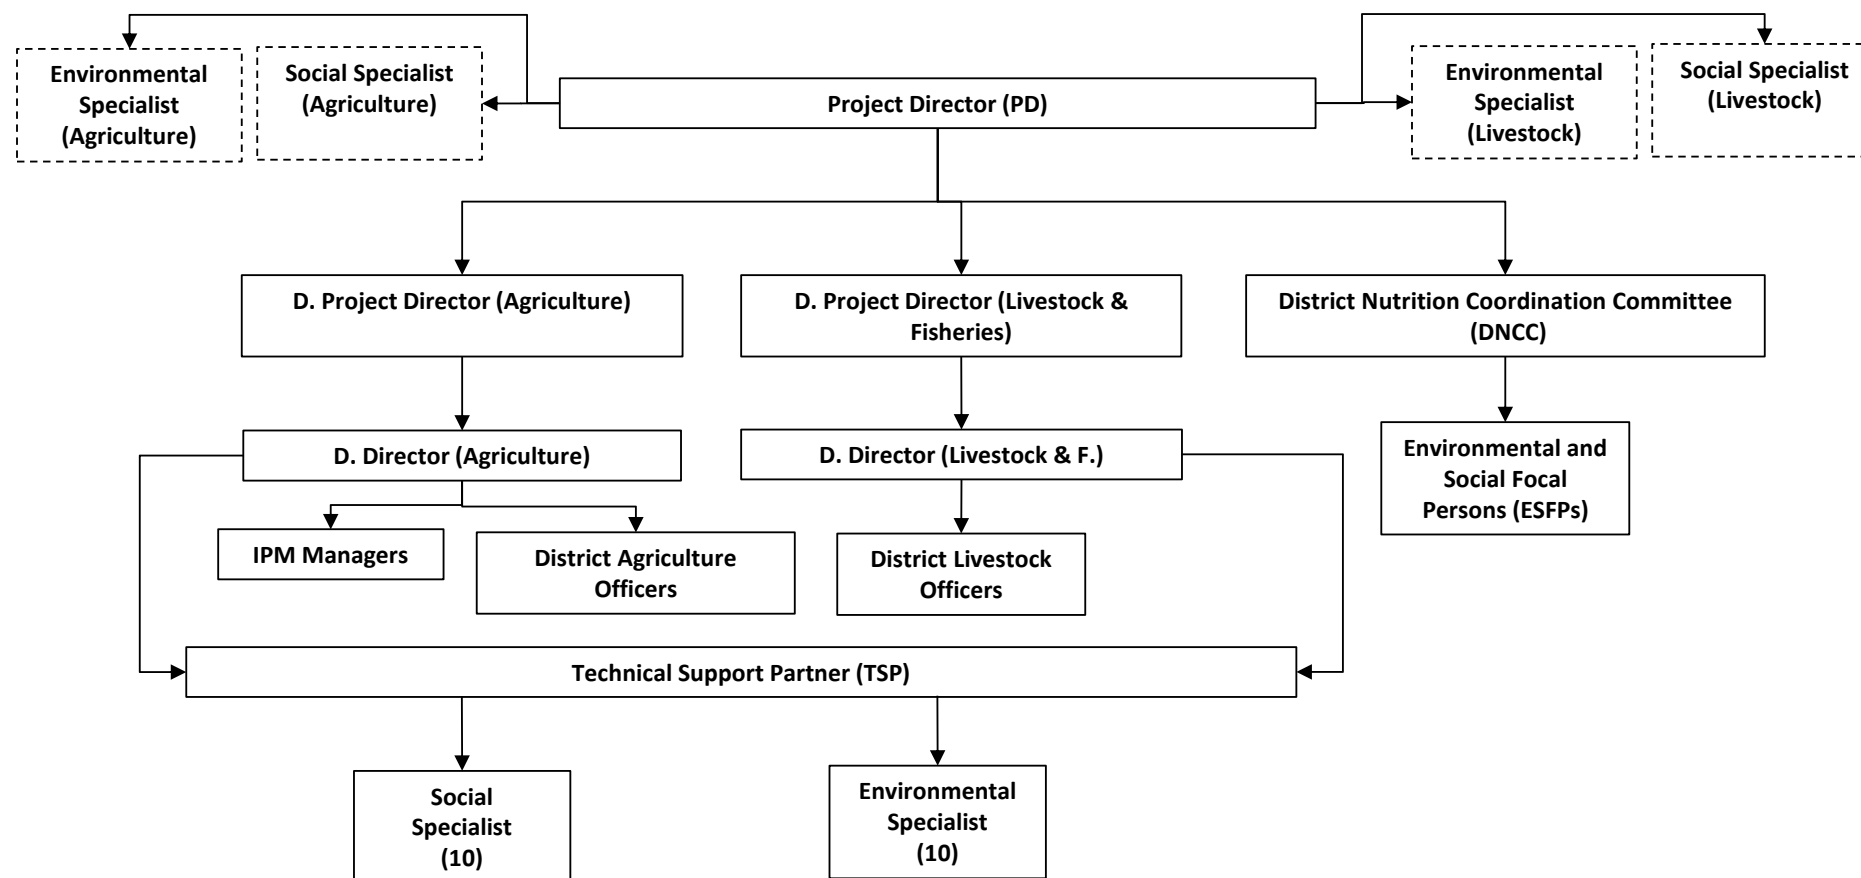 Environmental
Specialist
(Agriculture)
Social Specialist
(Agriculture)
Project Director (PD)
Environmental
Specialist
(Livestock)
Social Specialist
(Livestock)
D. Project Director (Agriculture)
D. Project Director (Livestock &
Fisheries)
District Nutrition Coordination Committee
(DNCC)
D. Director (Agriculture)
D. Director (Livestock & F.)
Environmental and
Social Focal
Persons (ESFPs)
IPM Managers
District Agriculture
Officers
District Livestock
Officers
Technical Support Partner (TSP)
Social
Specialist
(10)
Environmental
Specialist
(10)